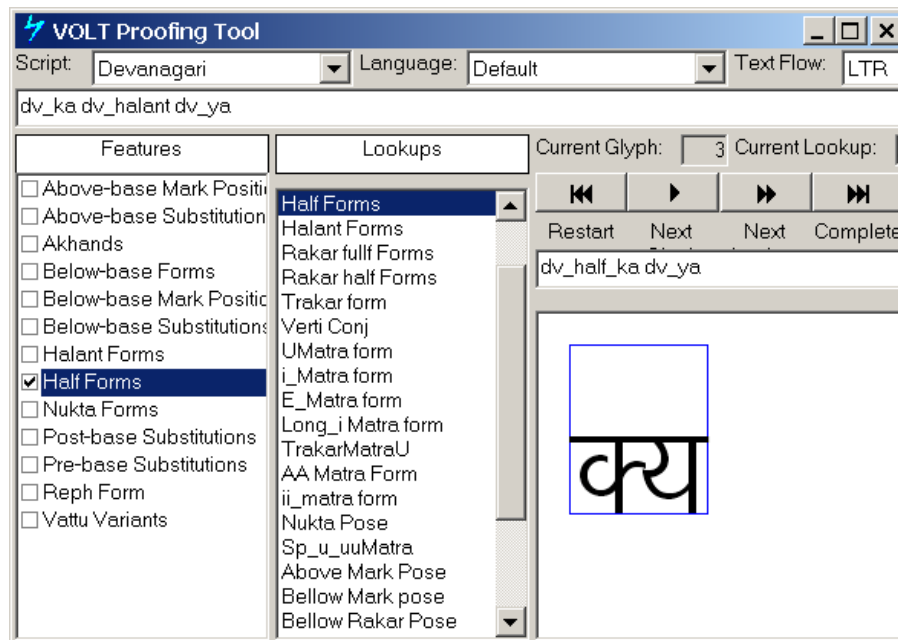 VOLT Proofing Tool
Script: Devanagari Language: Default Text Flow: LTR
dv_ka dv_halant dv_ya
Features
Above-base Mark Positi
Above-base Substitution
Akhands
Below-base Forms
Below-base Mark Positic
Below-base Substitutions
Halant Forms
Half Forms
Nukta Forms
Post-base Substitutions
Pre-base Substitutions
Reph Form
Vattu Variants
Lookups
Half Forms
Halant Forms
Rakar fullf Forms
Rakar half Forms
Trakar form
Verti Conj
UMatra form
i_Matra form
E_Matra form
Long_i Matra form
TrakarMatraU
AA Matra Form
ii_matra form
Nukta Pose
Sp_u_uuMatra
Above Mark Pose
Bellow Mark pose
Bellow Rakar Pose
Current Glyph: 3 Current Lookup:
Restart Next Next Complete
dv_half_ka dv_ya
क्य